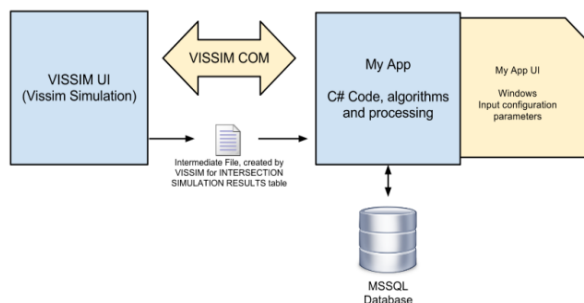 VISSIM UI
(Vissim Simulation)
VISSIM COM
My App
C# Code, algorithms
and processing
My App UI
Windows
Input configuration
parameters
Intermediate File, created by
VISSIM for INTERSECTION
SIMULATION RESULTS table
MSSQL
Database